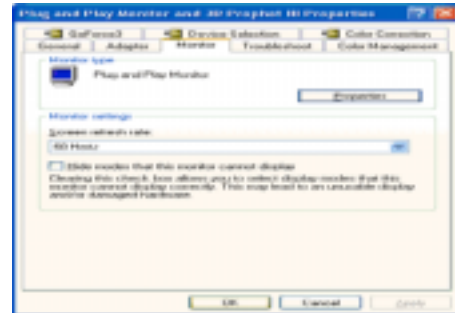 Plug and Play Monitor and 3D Prophet III Properties
GeForce3 Device Selection Color Correction
General Adapter Monitor Troubleshoot Color Management
Monitor type
Plug and Play Monitor
Properties
Monitor settings
Screen refresh rate:
60 Hertz
Hide modes that this monitor cannot display
Clearing this check box allows you to select display modes that this
monitor cannot display correctly. This may lead to an unusable display
and/or damaged hardware.
OK Cancel Apply